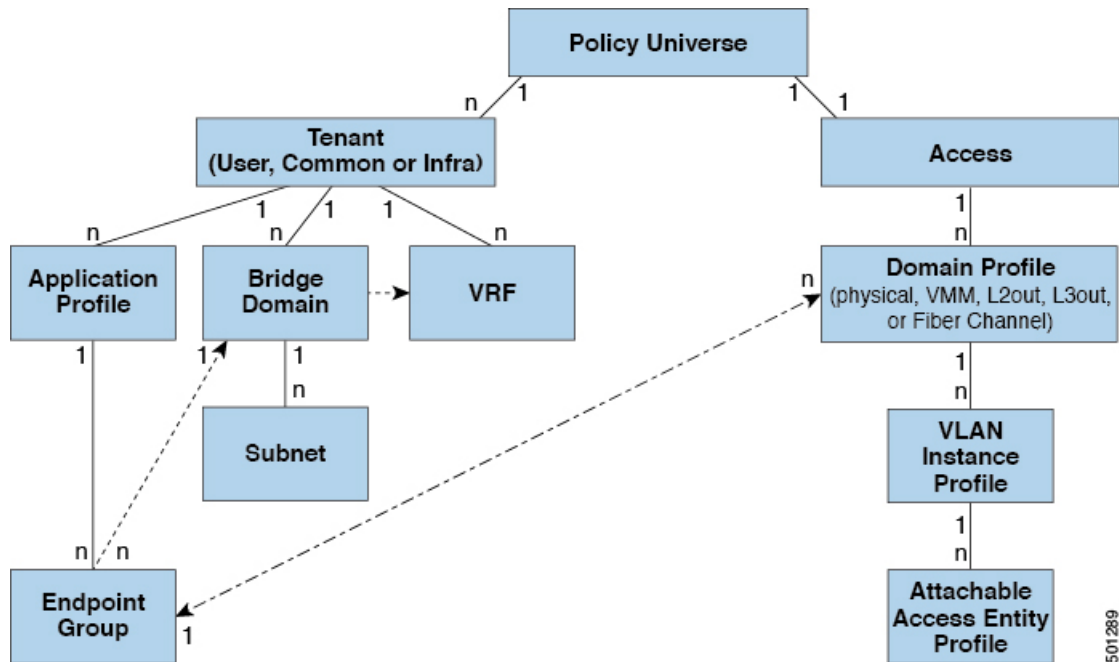 Policy Universe
n
1
1
1
Tenant
(User, Common or Infra)
Access
1
1
1
1
n
n
n
n
Application
Profile
Bridge
Domain
VRF
n
Domain Profile
(physical, VMM, L2out, L3out,
or Fiber Channel)
1
1
1
1
n
n
Subnet
VLAN
Instance
Profile
1
n
n
n
Endpoint
Group
1
Attachable
Access Entity
Profile
501289